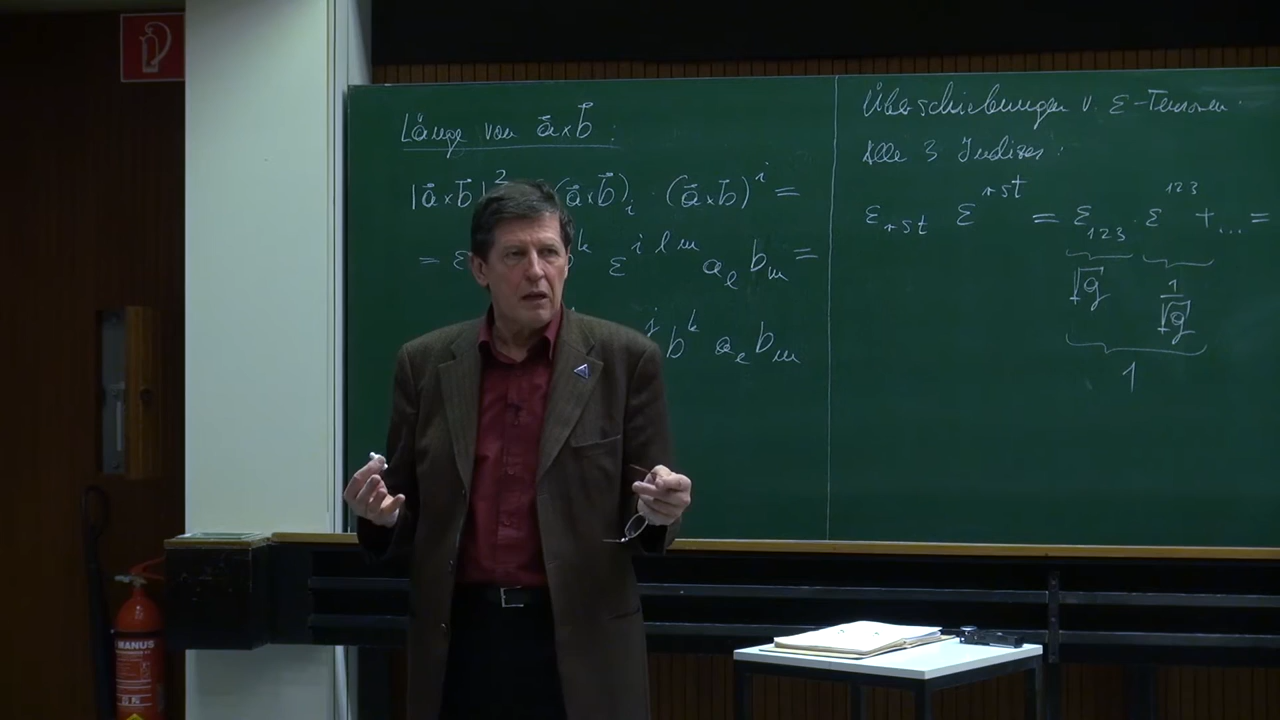 Länge von a⃗×b⃗ :
|a⃗×b⃗|² (a⃗×b⃗)ᵢ · (a⃗×b⃗)ⁱ =
= ε ᵏ εⁱˡᵐ aₗ bₘ =
ʲ bᵏ aₗ bₘ
Überschiebungen v. ε-Tensoren.
Alle 3 Indizes:
εᵣₛₜ εʳˢᵗ = ε₁₂₃ · ε¹²³ + ... =
√g 1/√g
1
MANUS